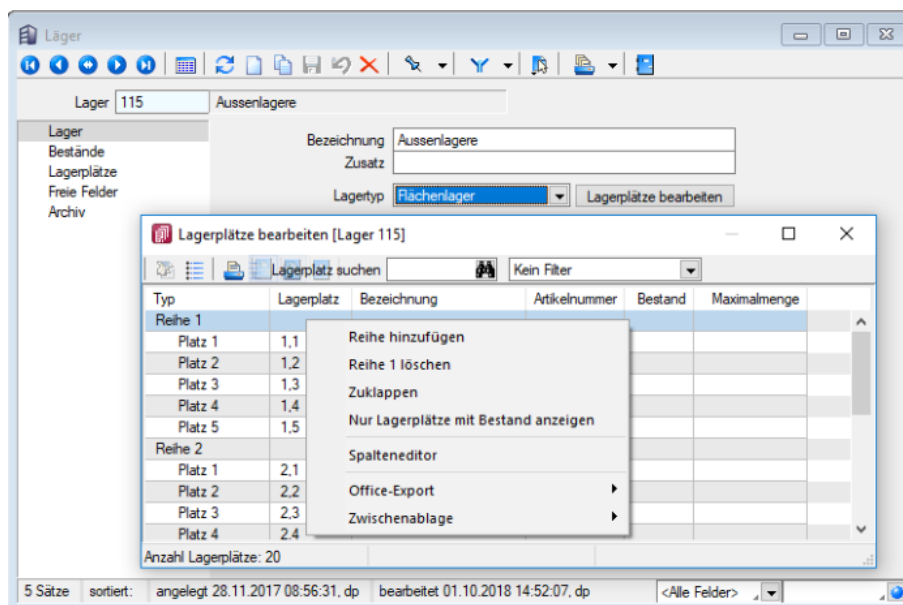 Läger
Lager 115 Aussenlagere
Lager
Bestände
Lagerplätze
Freie Felder
Archiv
Bezeichnung Aussenlagere
Zusatz
Lagertyp Flächenlager Lagerplätze bearbeiten
Lagerplätze bearbeiten [Lager 115]
Lagerplatz suchen Kein Filter
Typ Lagerplatz Bezeichnung Artikelnummer Bestand Maximalmenge
Reihe 1
Platz 1 1,1
Platz 2 1,2
Platz 3 1,3
Platz 4 1,4
Platz 5 1,5
Reihe 2
Platz 1 2,1
Platz 2 2,2
Platz 3 2,3
Platz 4 2,4
Reihe hinzufügen
Reihe 1 löschen
Zuklappen
Nur Lagerplätze mit Bestand anzeigen
Spalteneditor
Office-Export
Zwischenablage
Anzahl Lagerplätze: 20
5 Sätze sortiert: angelegt 28.11.2017 08:56:31, dp bearbeitet 01.10.2018 14:52:07, dp <Alle Felder>